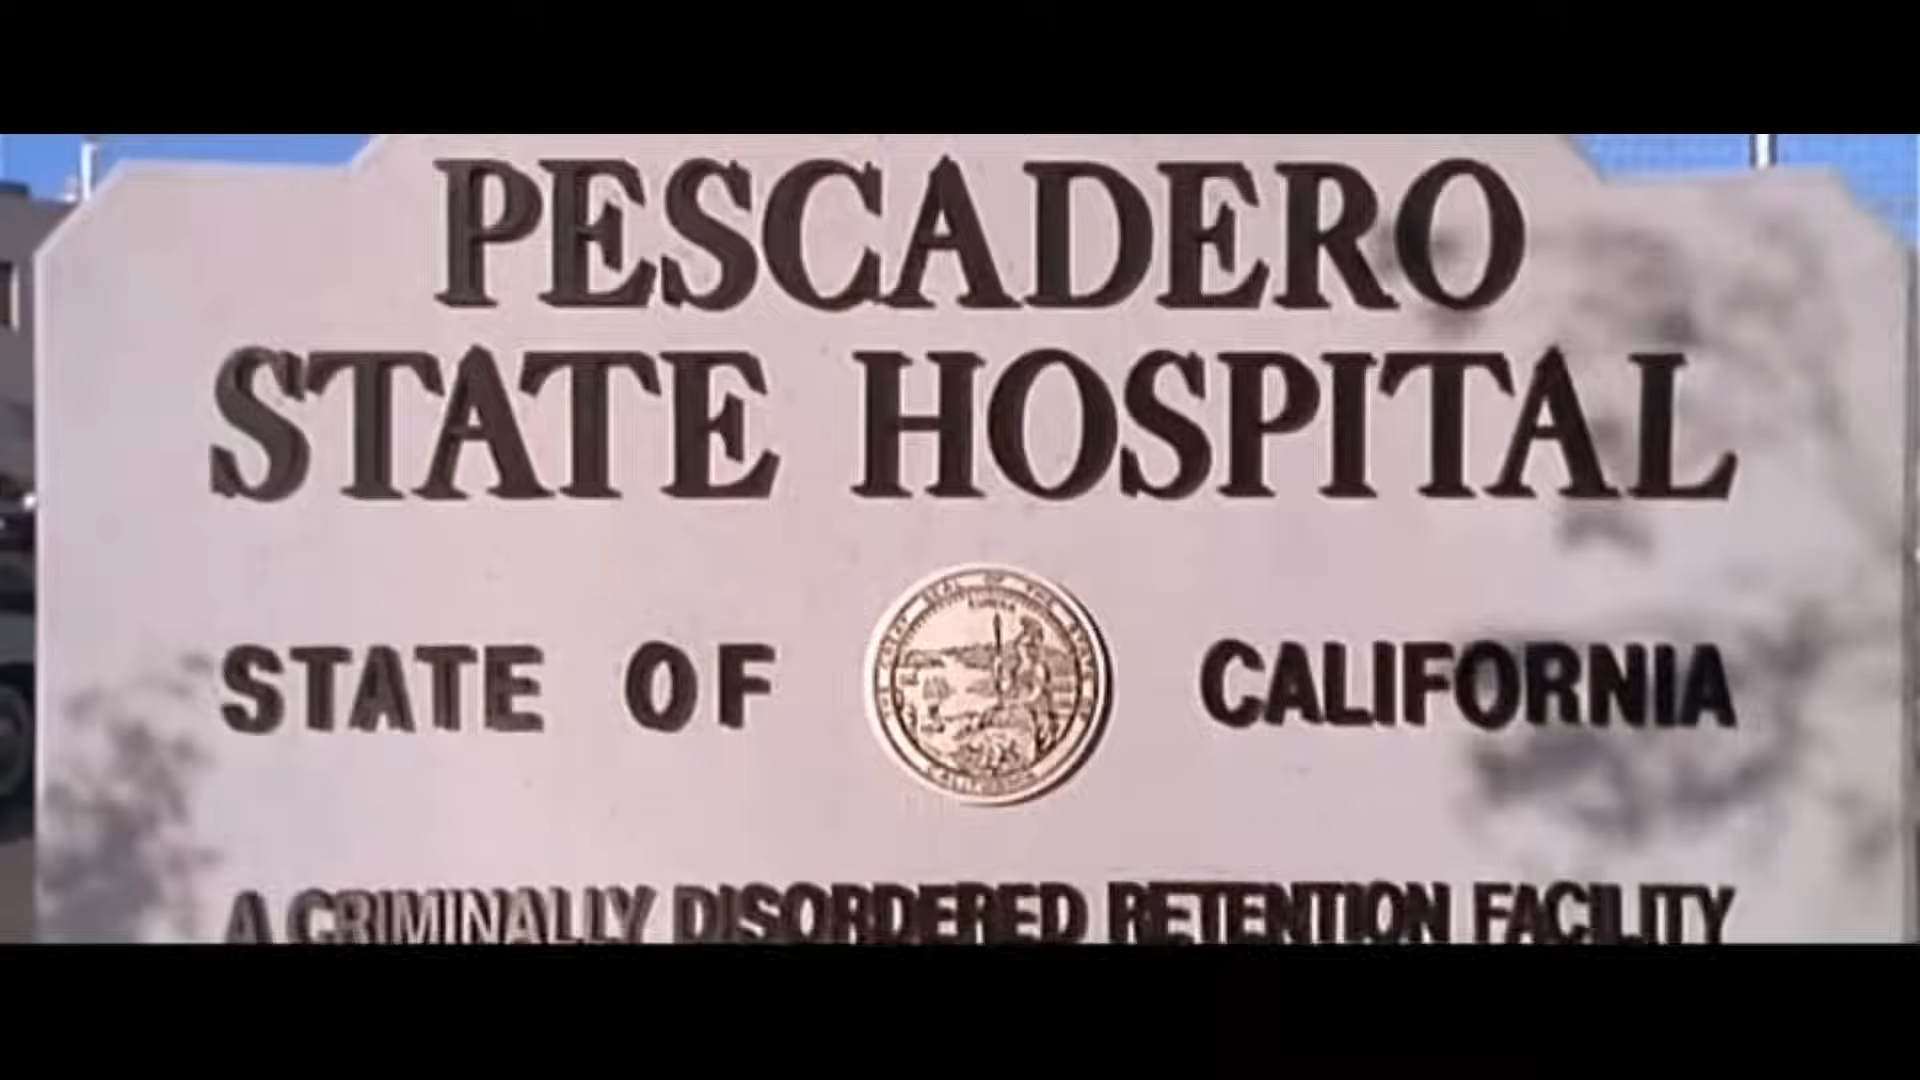 PESCADERO
STATE HOSPITAL
STATE OF CALIFORNIA
A CRIMINALLY DISORDERED RETENTION FACILITY